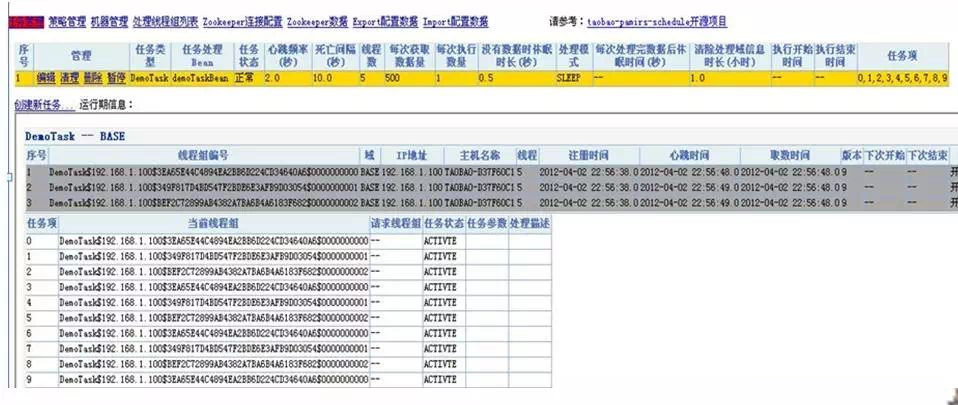 任务管理 策略管理 机器管理 处理线程组列表 Zookeeper连接配置 Zookeeper数据 Export配置数据 Import配置数据 请参考：taobao-pamirs-schedule开源项目
序号 管理 任务类型 任务处理Bean 任务状态 心跳频率(秒) 死亡间隔(秒) 线程数 每次获取数据量 每次执行数量 没有数据时休眠时长(秒) 处理模式 每次处理完数据后休眠时间(秒) 清除处理域信息时长(小时) 执行开始时间 执行结束时间 任务项
1 编辑 清理 删除 暂停 DemoTask demoTaskBean 正常 2.0 10.0 5 500 1 0.5 SLEEP -- 1.0 0,1,2,3,4,5,6,7,8,9
创建新任务... 运行期信息：
DemoTask -- BASE
序号 线程组编号 域 IP地址 主机名称 线程 注册时间 心跳时间 取数时间 版本 下次开始 下次结束
1 DemoTask$192.168.1.100$3EA65E44C4894EA2BB6D224CD34640A6$0000000000 BASE 192.168.1.100 TAOBAO-D37F60C1 5 2012-04-02 22:56:38.0 2012-04-02 22:56:48.0 2012-04-02 22:56:48.0 9 -- -- 开
2 DemoTask$192.168.1.100$349F817D4BD547F2BDE6E3AFB9D03054$0000000001 BASE 192.168.1.100 TAOBAO-D37F60C1 5 2012-04-02 22:56:38.0 2012-04-02 22:56:49.0 2012-04-02 22:56:48.0 9 -- -- 开
3 DemoTask$192.168.1.100$BEF2C72899AB4382A7BA6B4A6183F682$0000000002 BASE 192.168.1.100 TAOBAO-D37F60C1 5 2012-04-02 22:56:38.0 2012-04-02 22:56:49.0 2012-04-02 22:56:48.0 9 -- -- 开
任务项 当前线程组 请求线程组 任务状态 任务参数 处理描述
0 DemoTask$192.168.1.100$3EA65E44C4894EA2BB6D224CD34640A6$0000000000 -- ACTIVTE
1 DemoTask$192.168.1.100$349F817D4BD547F2BDE6E3AFB9D03054$0000000001 -- ACTIVTE
2 DemoTask$192.168.1.100$BEF2C72899AB4382A7BA6B4A6183F682$0000000002 -- ACTIVTE
3 DemoTask$192.168.1.100$3EA65E44C4894EA2BB6D224CD34640A6$0000000000 -- ACTIVTE
4 DemoTask$192.168.1.100$349F817D4BD547F2BDE6E3AFB9D03054$0000000001 -- ACTIVTE
5 DemoTask$192.168.1.100$BEF2C72899AB4382A7BA6B4A6183F682$0000000002 -- ACTIVTE
6 DemoTask$192.168.1.100$3EA65E44C4894EA2BB6D224CD34640A6$0000000000 -- ACTIVTE
7 DemoTask$192.168.1.100$349F817D4BD547F2BDE6E3AFB9D03054$0000000001 -- ACTIVTE
8 DemoTask$192.168.1.100$BEF2C72899AB4382A7BA6B4A6183F682$0000000002 -- ACTIVTE
9 DemoTask$192.168.1.100$3EA65E44C4894EA2BB6D224CD34640A6$0000000000 -- ACTIVTE